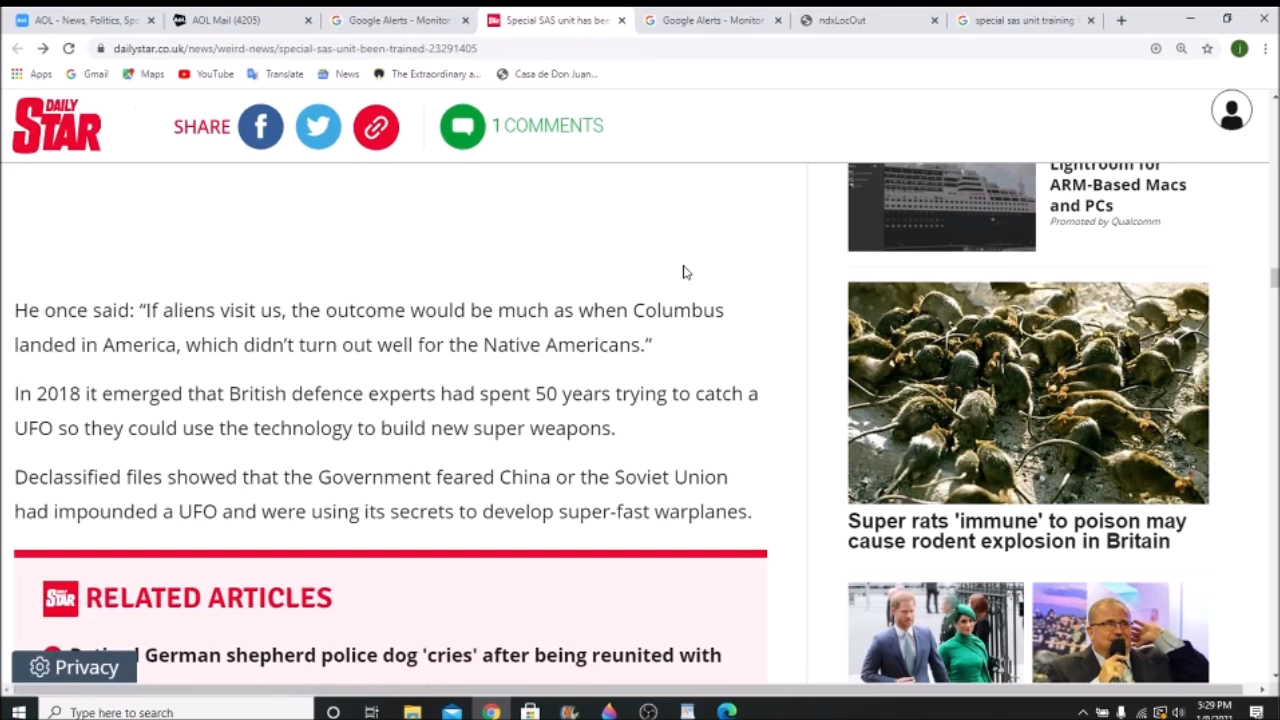 AOL - News, Politics, Sp
AOL Mail (4205)
Google Alerts - Monitor
Special SAS unit has bee
Google Alerts - Monitor
ndxLocOut
special sas unit training
dailystar.co.uk/news/weird-news/special-sas-unit-been-trained-23291405
Apps
Gmail
Maps
YouTube
Translate
News
The Extraordinary a...
Casa de Don Juan...
DAILY
STAR
SHARE
1 COMMENTS
Lightroom for
ARM-Based Macs
and PCs
Promoted by Qualcomm
He once said: “If aliens visit us, the outcome would be much as when Columbus
landed in America, which didn’t turn out well for the Native Americans.”
In 2018 it emerged that British defence experts had spent 50 years trying to catch a
UFO so they could use the technology to build new super weapons.
Declassified files showed that the Government feared China or the Soviet Union
had impounded a UFO and were using its secrets to develop super-fast warplanes.
Super rats 'immune' to poison may
cause rodent explosion in Britain
STAR RELATED ARTICLES
German shepherd police dog 'cries' after being reunited with
Privacy
Type here to search
5:29 PM